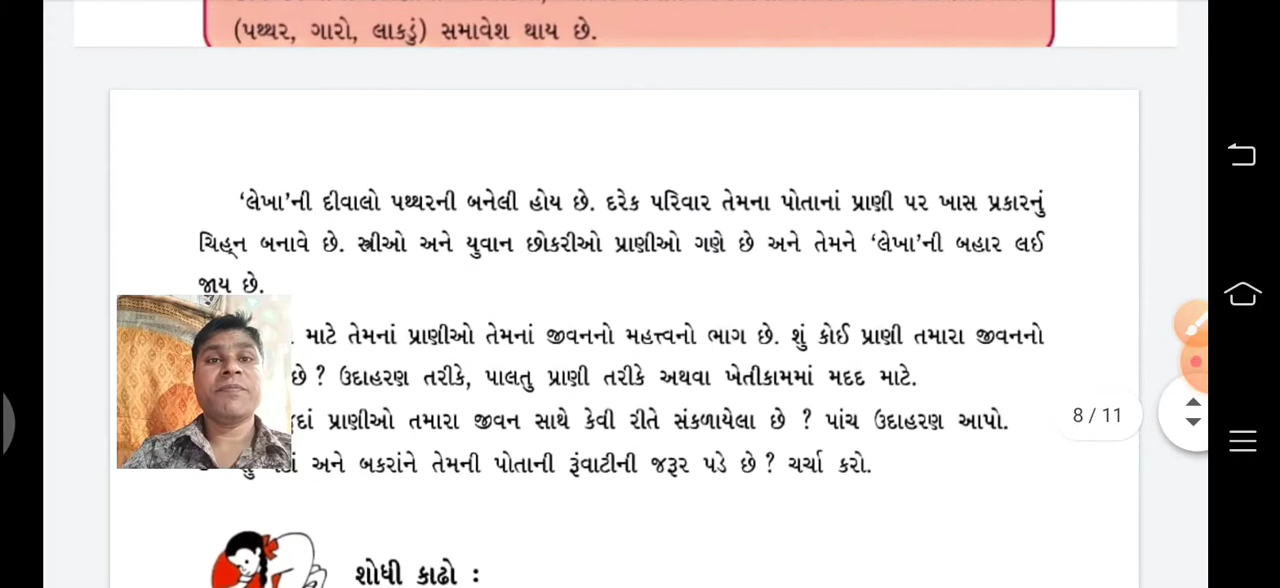 (પથ્થર, ગારો, લાકડું) સમાવેશ થાય છે.
‘લેખા’ની દીવાલો પથ્થરની બનેલી હોય છે. દરેક પરિવાર તેમના પોતાનાં પ્રાણી પર ખાસ પ્રકારનું
ચિહ્ન બનાવે છે. સ્ત્રીઓ અને યુવાન છોકરીઓ પ્રાણીઓ ગણે છે અને તેમને ‘લેખા’ની બહાર લઈ
જાય છે.
માટે તેમનાં પ્રાણીઓ તેમનાં જીવનનો મહત્ત્વનો ભાગ છે. શું કોઈ પ્રાણી તમારા જીવનનો
છે ? ઉદાહરણ તરીકે, પાલતુ પ્રાણી તરીકે અથવા ખેતીકામમાં મદદ માટે.
પ્રાણીઓ તમારા જીવન સાથે કેવી રીતે સંકળાયેલા છે ? પાંચ ઉદાહરણ આપો.
8 / 11
અને બકરાંને તેમની પોતાની રૂંવાટીની જરૂર પડે છે ? ચર્ચા કરો.
શોધી કાઢો :